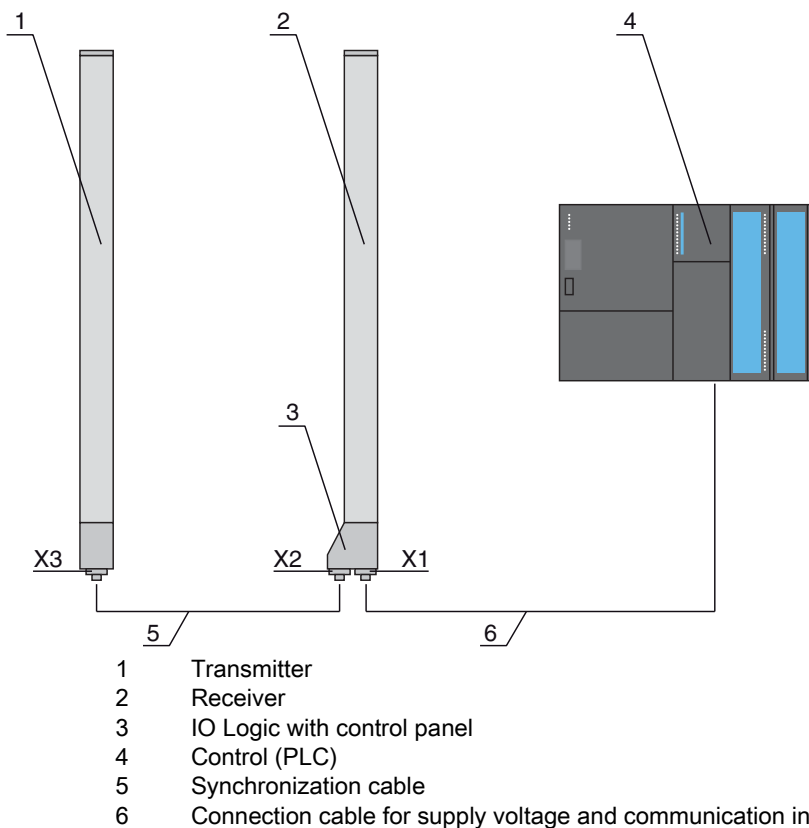 1 2 4
3
X3 X2 X1
5 6
1 Transmitter
2 Receiver
3 IO Logic with control panel
4 Control (PLC)
5 Synchronization cable
6 Connection cable for supply voltage and communication in